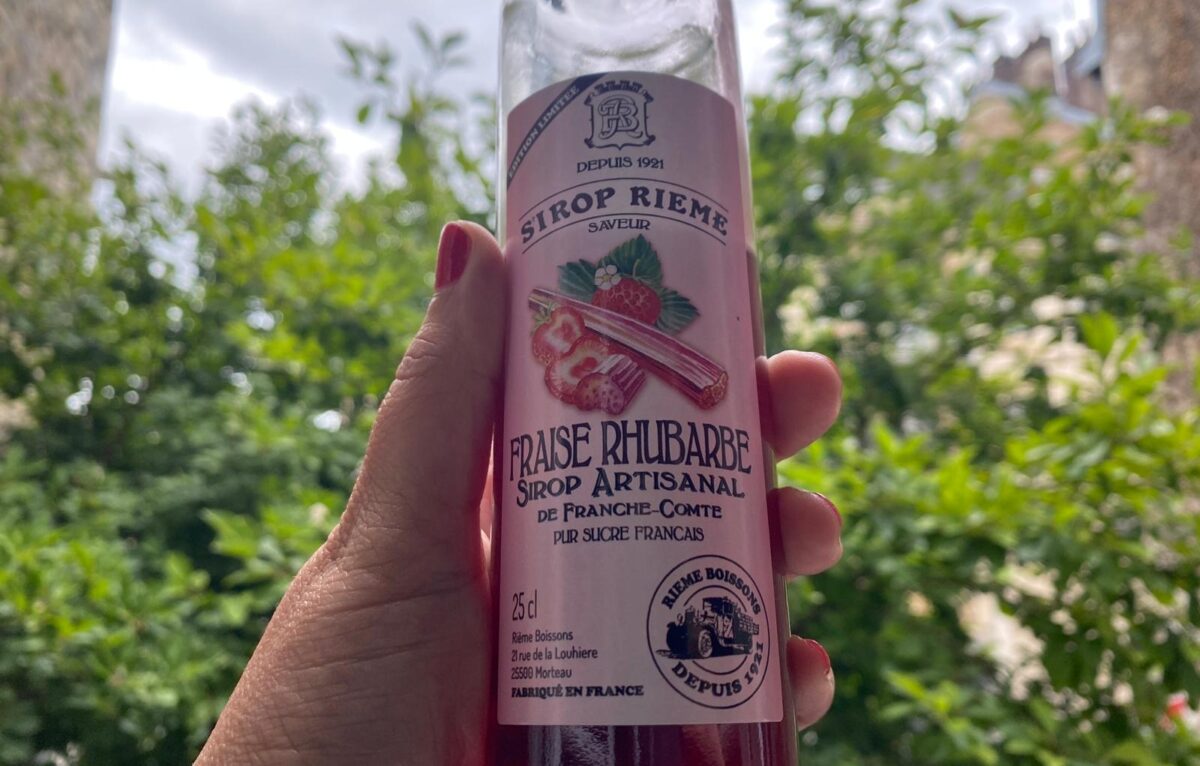 EDITION LIMITÉE
DEPUIS 1921
SIROP RIEME
SAVEUR
FRAISE RHUBARBE
SIROP ARTISANAL
DE FRANCHE-COMTE
PUR SUCRE FRANCAIS
25 cl
Rième Boissons
21 rue de la Louhiere
25500 Morteau
FABRIQUÉ EN FRANCE
RIEME BOISSONS
DEPUIS 1921